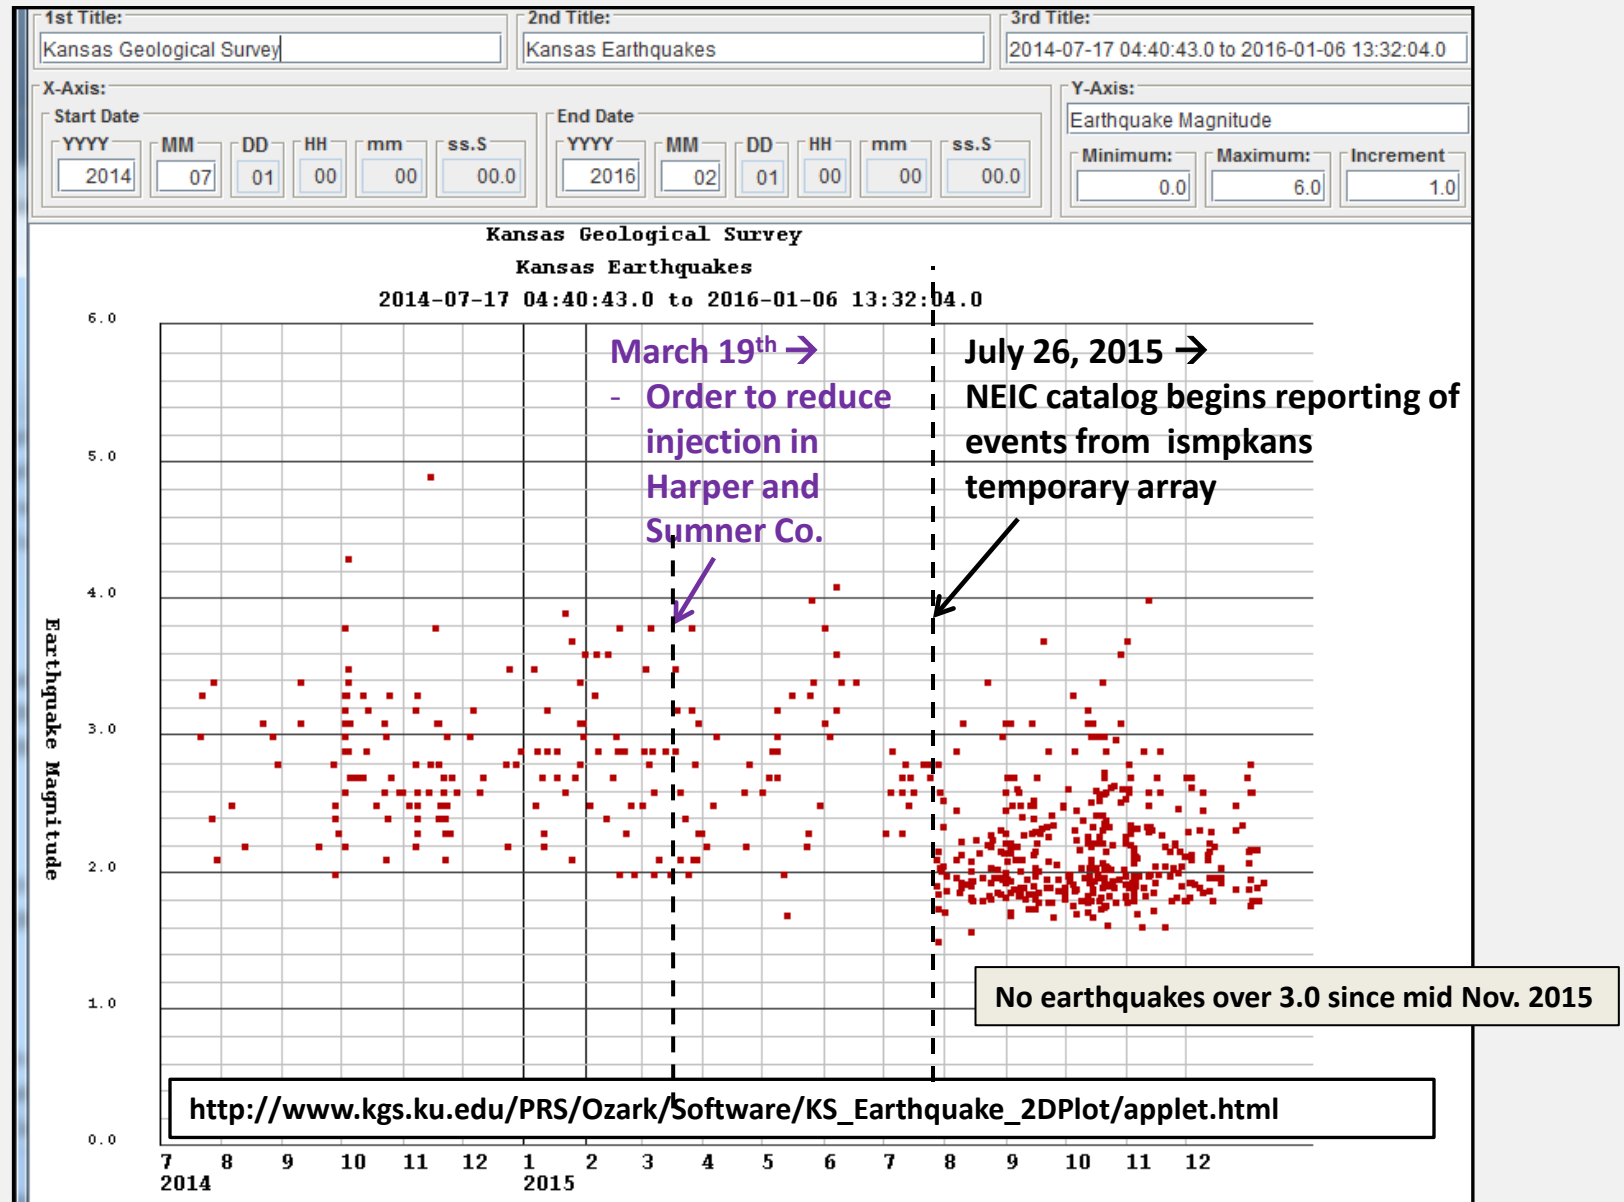 1st Title: 2nd Title: 3rd Title:
Kansas Geological Survey Kansas Earthquakes 2014-07-17 04:40:43.0 to 2016-01-06 13:32:04.0
X-Axis: Y-Axis:
Start Date End Date Earthquake Magnitude
YYYY MM DD HH mm ss.S YYYY MM DD HH mm ss.S Minimum: Maximum: Increment
2014 07 01 00 00 00.0 2016 02 01 00 00 00.0 0.0 6.0 1.0
Kansas Geological Survey
Kansas Earthquakes
2014-07-17 04:40:43.0 to 2016-01-06 13:32:04.0
6.0
5.0
4.0
3.0
2.0
1.0
0.0
Earthquake Magnitude
March 19th →
- Order to reduce
injection in
Harper and
Sumner Co.
July 26, 2015 →
NEIC catalog begins reporting of
events from ismpkans
temporary array
No earthquakes over 3.0 since mid Nov. 2015
http://www.kgs.ku.edu/PRS/Ozark/Software/KS_Earthquake_2DPlot/applet.html
7 8 9 10 11 12 1 2 3 4 5 6 7 8 9 10 11 12
2014 2015